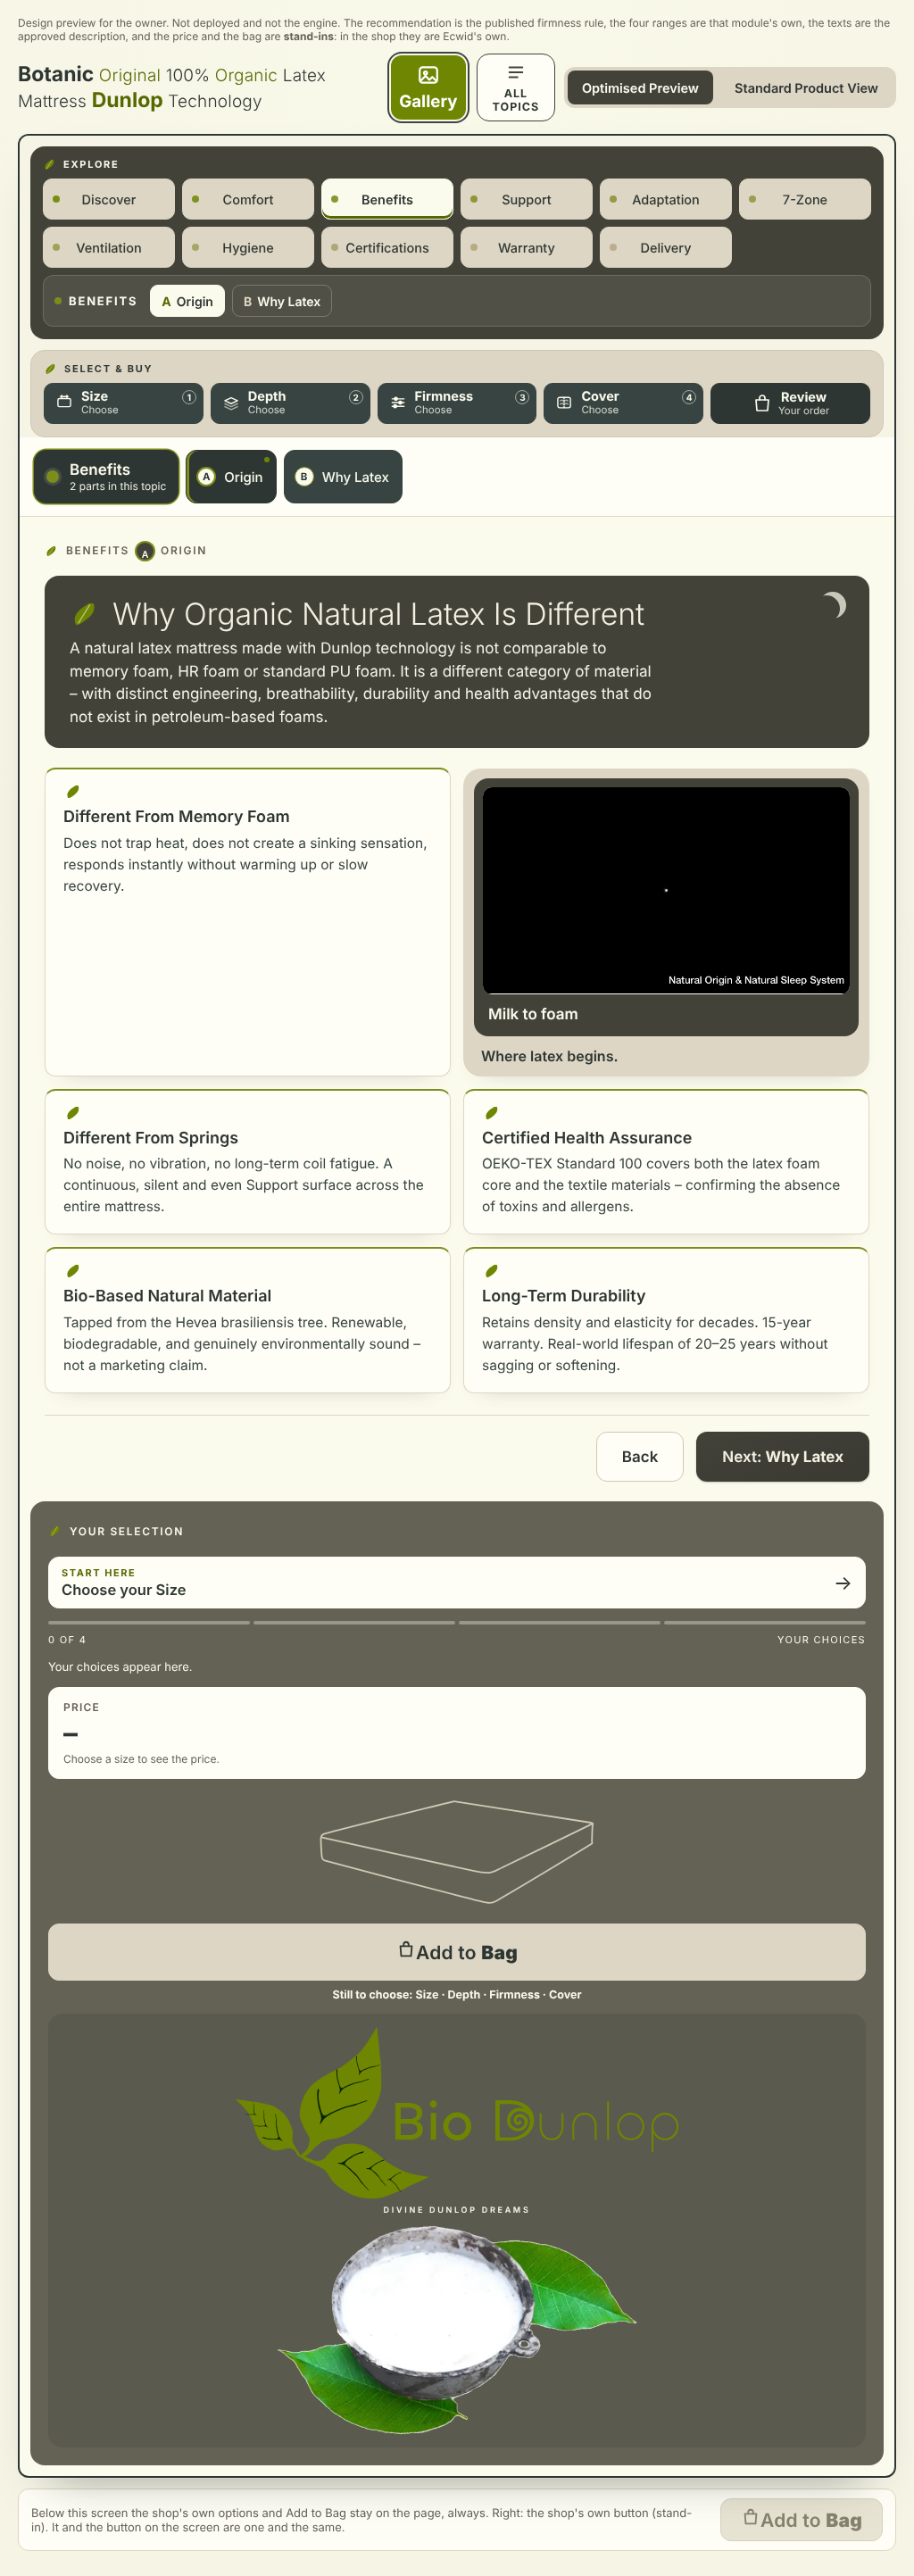 Design preview for the owner. Not deployed and not the engine. The recommendation is the published firmness rule, the four ranges are that module's own, the texts are the
approved description, and the price and the bag are stand-ins: in the shop they are Ecwid's own.
Botanic Original 100% Organic Latex
Mattress Dunlop Technology
Gallery
ALL
TOPICS
Optimised Preview
Standard Product View
EXPLORE
Discover
Comfort
Benefits
Support
Adaptation
7-Zone
Ventilation
Hygiene
Certifications
Warranty
Delivery
BENEFITS
A Origin
B Why Latex
SELECT & BUY
Size
Choose
1
Depth
Choose
2
Firmness
Choose
3
Cover
Choose
4
Review
Your order
Benefits
2 parts in this topic
A Origin
B Why Latex
BENEFITS A ORIGIN
Why Organic Natural Latex Is Different
A natural latex mattress made with Dunlop technology is not comparable to
memory foam, HR foam or standard PU foam. It is a different category of material
– with distinct engineering, breathability, durability and health advantages that do
not exist in petroleum-based foams.
Different From Memory Foam
Does not trap heat, does not create a sinking sensation,
responds instantly without warming up or slow
recovery.
Natural Origin & Natural Sleep System
Milk to foam
Where latex begins.
Different From Springs
No noise, no vibration, no long-term coil fatigue. A
continuous, silent and even Support surface across the
entire mattress.
Certified Health Assurance
OEKO-TEX Standard 100 covers both the latex foam
core and the textile materials – confirming the absence
of toxins and allergens.
Bio-Based Natural Material
Tapped from the Hevea brasiliensis tree. Renewable,
biodegradable, and genuinely environmentally sound –
not a marketing claim.
Long-Term Durability
Retains density and elasticity for decades. 15-year
warranty. Real-world lifespan of 20–25 years without
sagging or softening.
Back
Next: Why Latex
YOUR SELECTION
START HERE
Choose your Size
0 OF 4
YOUR CHOICES
Your choices appear here.
PRICE
–
Choose a size to see the price.
Add to Bag
Still to choose: Size · Depth · Firmness · Cover
Bio Dunlop
DIVINE DUNLOP DREAMS
Below this screen the shop's own options and Add to Bag stay on the page, always. Right: the shop's own button (stand-
in). It and the button on the screen are one and the same.
Add to Bag